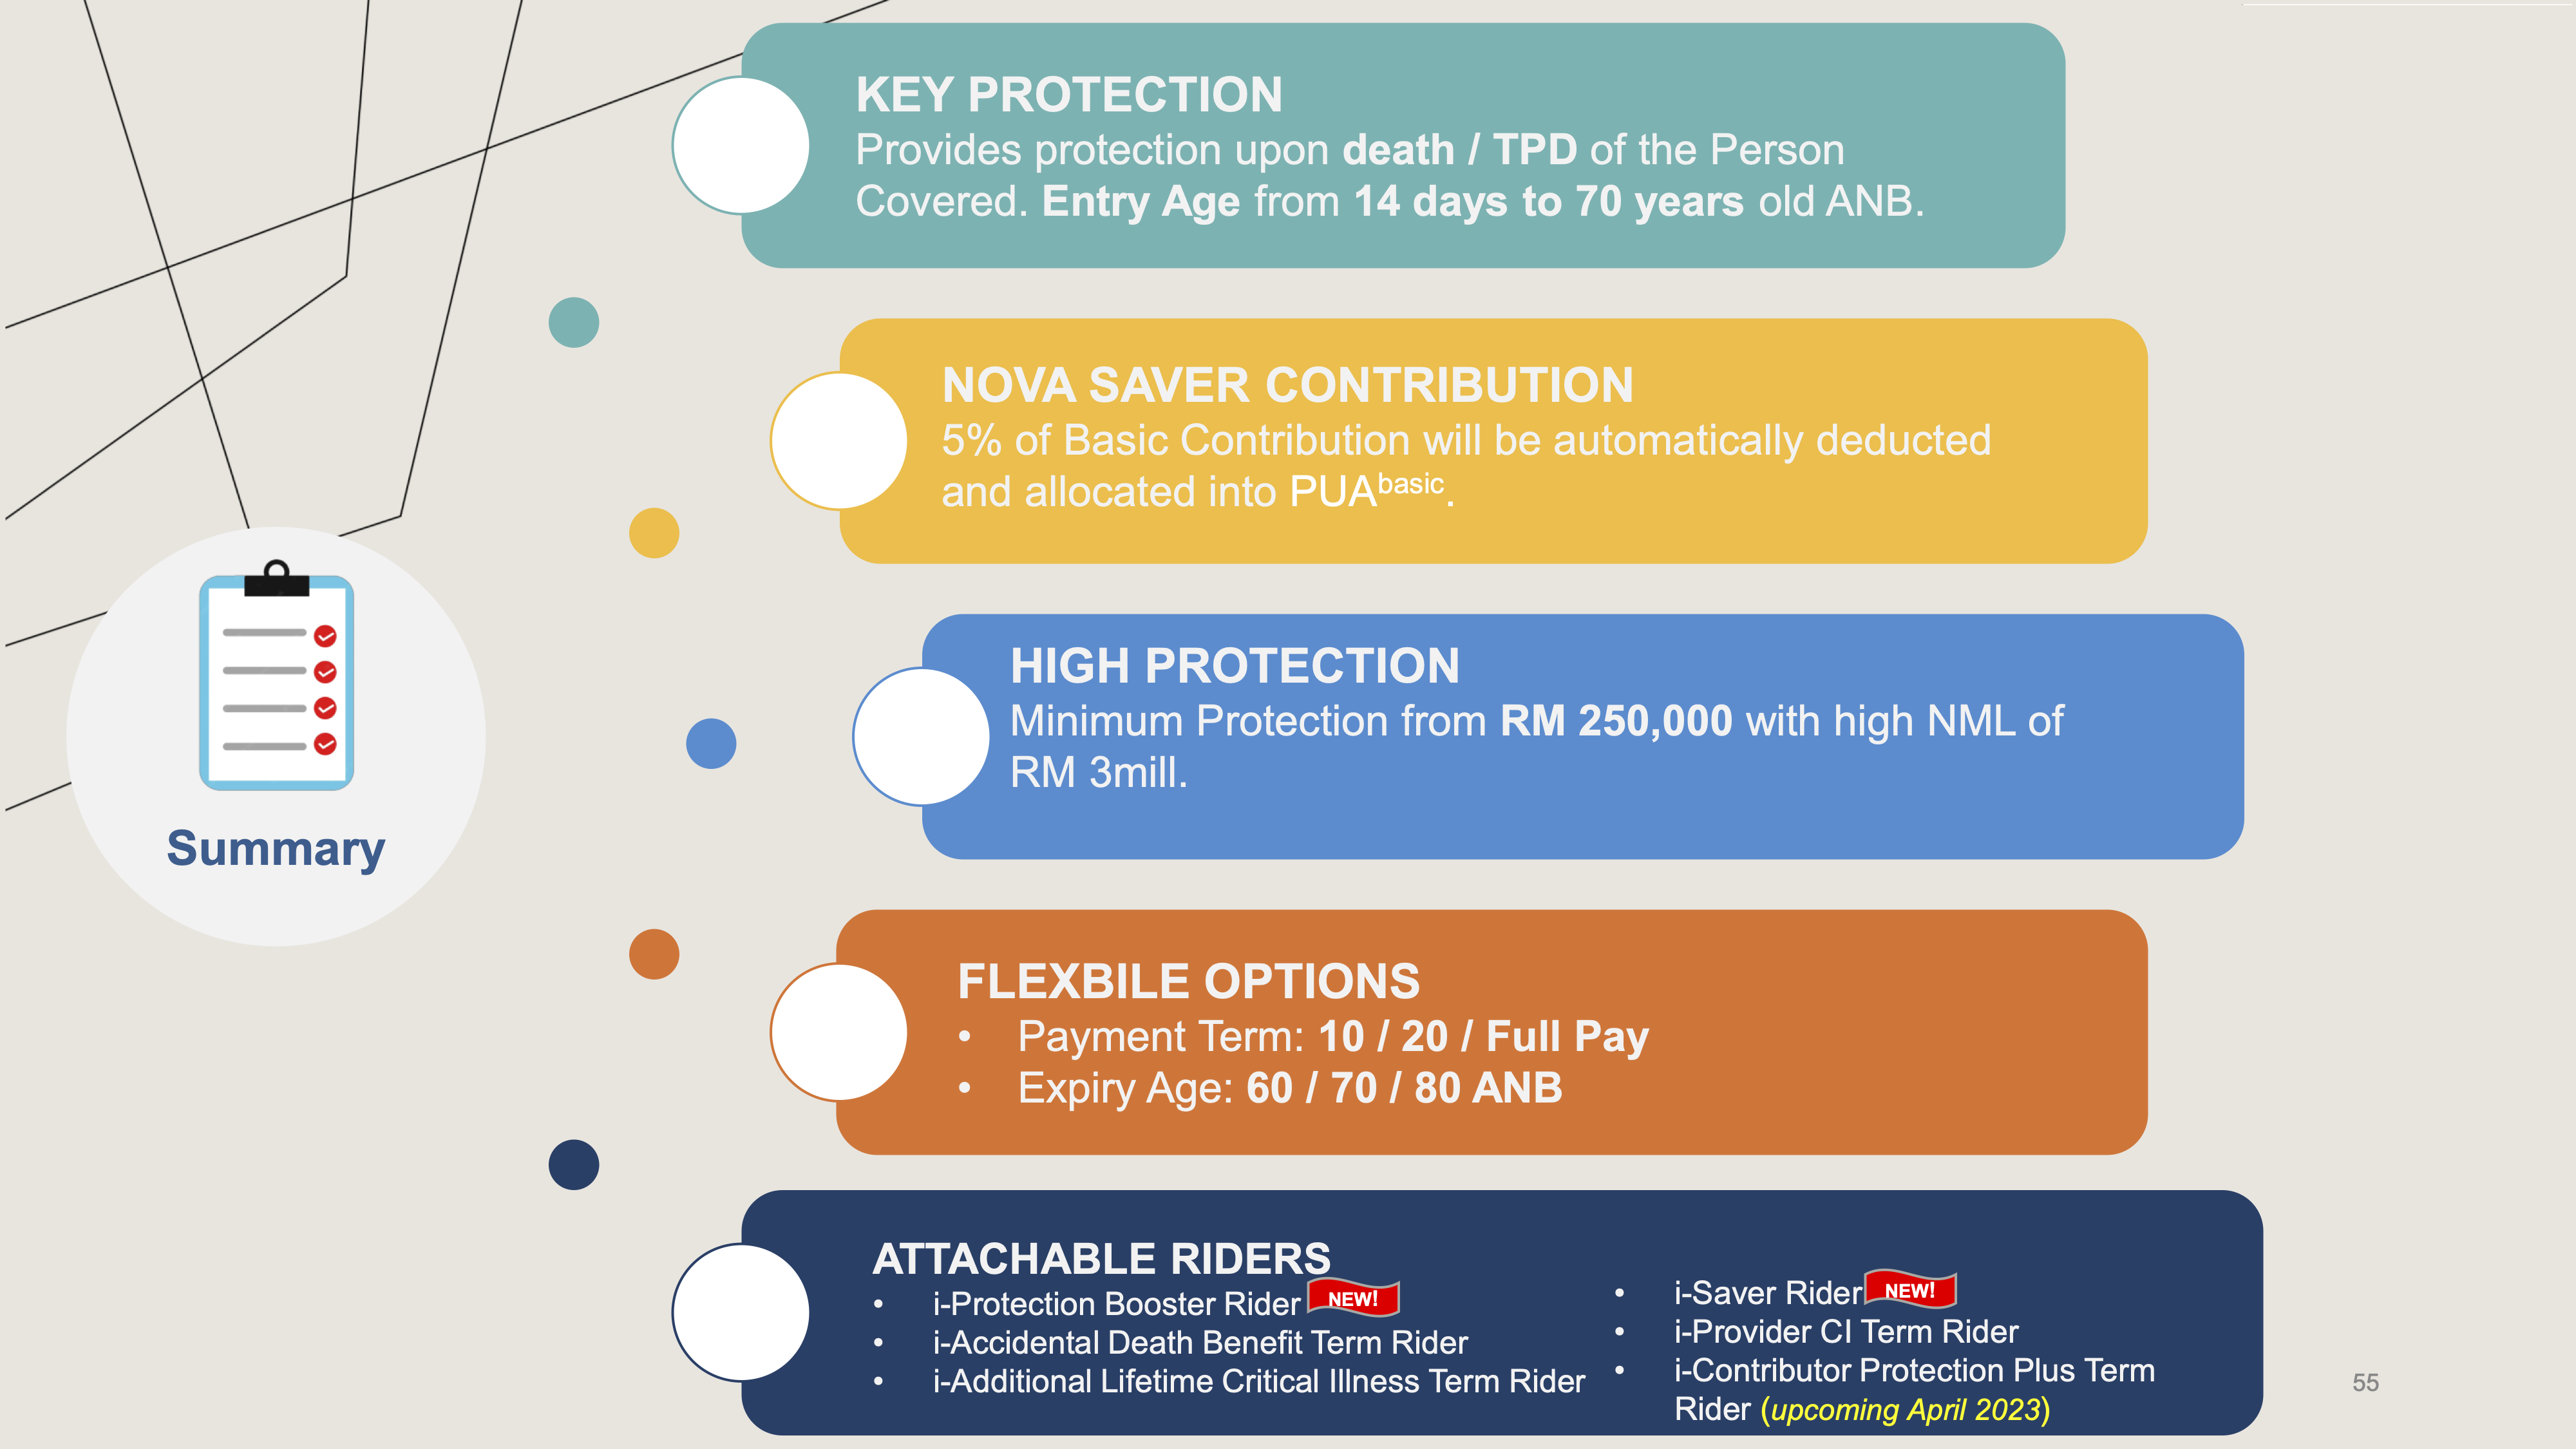 KEY PROTECTION
Provides protection upon death / TPD of the Person
Covered. Entry Age from 14 days to 70 years old ANB.
NOVA SAVER CONTRIBUTION
5% of Basic Contribution will be automatically deducted
and allocated into PUAbasic.
HIGH PROTECTION
Minimum Protection from RM 250,000 with high NML of
RM 3mill.
Summary
FLEXBILE OPTIONS
• Payment Term: 10 / 20 / Full Pay
• Expiry Age: 60 / 70 / 80 ANB
ATTACHABLE RIDERS
• i-Protection Booster Rider NEW!
• i-Accidental Death Benefit Term Rider
• i-Additional Lifetime Critical Illness Term Rider
• i-Saver Rider NEW!
• i-Provider CI Term Rider
• i-Contributor Protection Plus Term
Rider (upcoming April 2023)
55